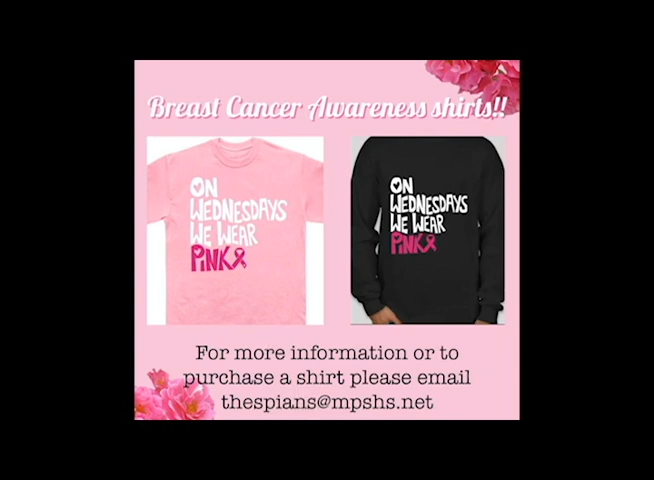 Breast Cancer Awareness shirts!!
ON
WEDNESDAYS
WE WEAR
PINK
ON
WEDNESDAYS
WE WEAR
PINK
For more information or to
purchase a shirt please email
thespians@mpshs.net